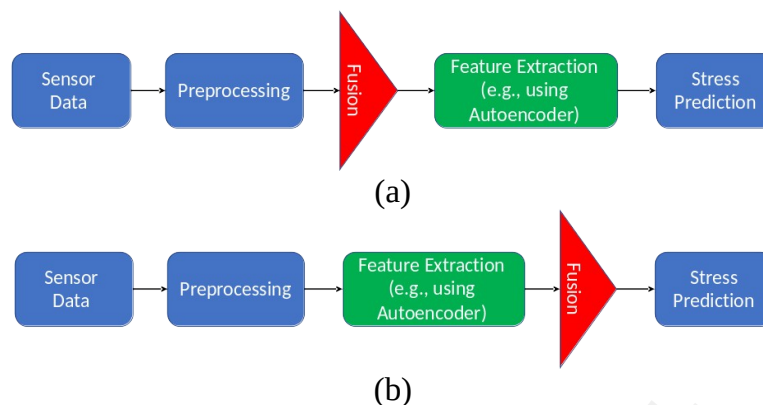 Sensor
Data
Preprocessing
Fusion
Feature Extraction
(e.g., using
Autoencoder)
Stress
Prediction
(a)
Sensor
Data
Preprocessing
Feature Extraction
(e.g., using
Autoencoder)
Fusion
Stress
Prediction
(b)